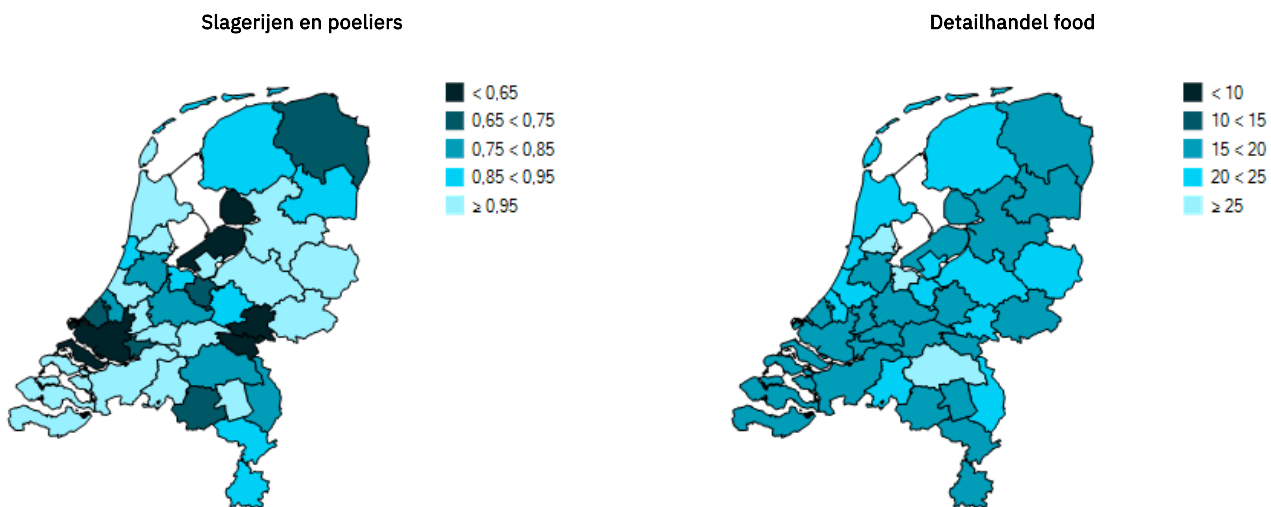 Slagerijen en poeliers
< 0,65
0,65 < 0,75
0,75 < 0,85
0,85 < 0,95
≥ 0,95
Detailhandel food
< 10
10 < 15
15 < 20
20 < 25
≥ 25